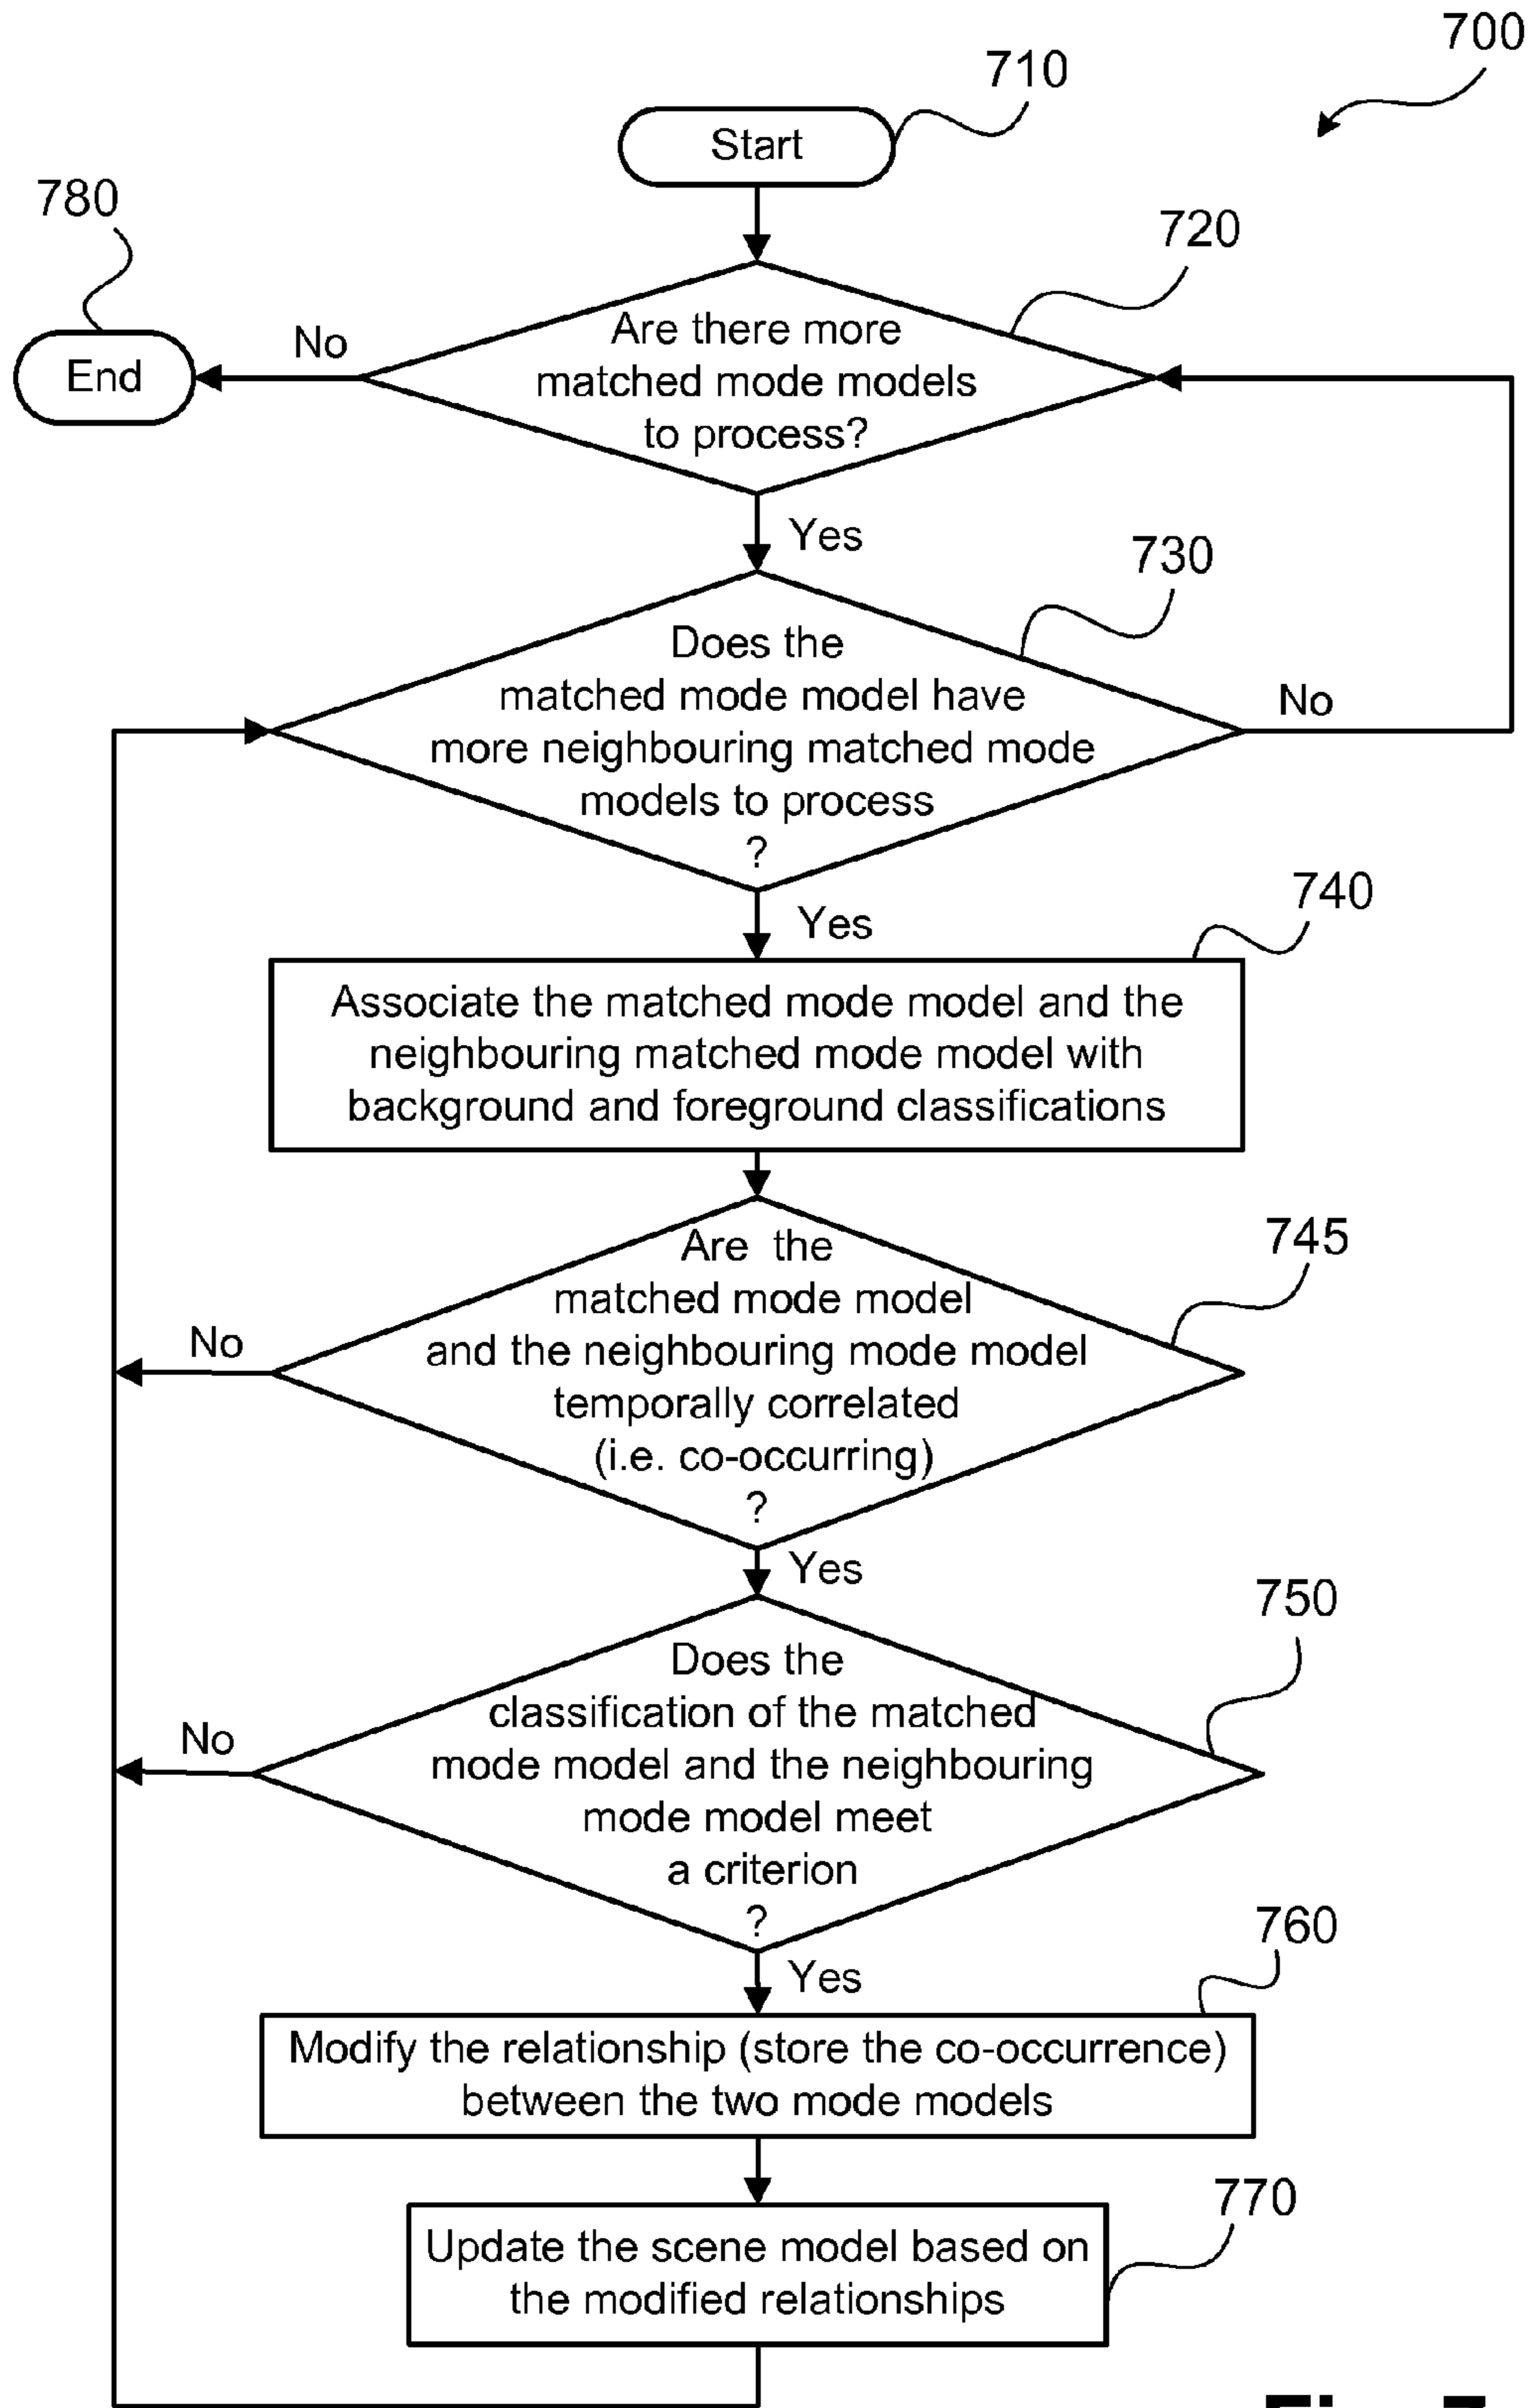 700
710
Start
780
720
Are there more
matched mode models
to process?
No
End
Yes
730
Does the
matched mode model have
more neighbouring matched mode
models to process
?
No
Yes
740
Associate the matched mode model and the
neighbouring matched mode model with
background and foreground classifications
745
Are the
matched mode model
and the neighbouring mode model
temporally correlated
(i.e. co-occurring)
?
No
Yes
750
Does the
classification of the matched
mode model and the neighbouring
mode model meet
a criterion
?
No
Yes
760
Modify the relationship (store the co-occurrence)
between the two mode models
770
Update the scene model based on
the modified relationships